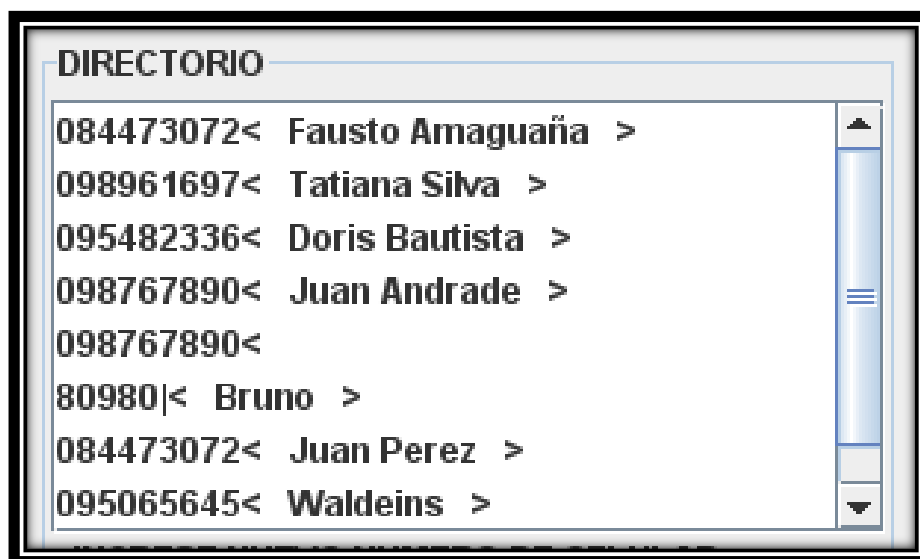 DIRECTORIO
084473072< Fausto Amaguaña >
098961697< Tatiana Silva >
095482336< Doris Bautista >
098767890< Juan Andrade >
098767890<
80980|< Bruno >
084473072< Juan Perez >
095065645< Waldeins >